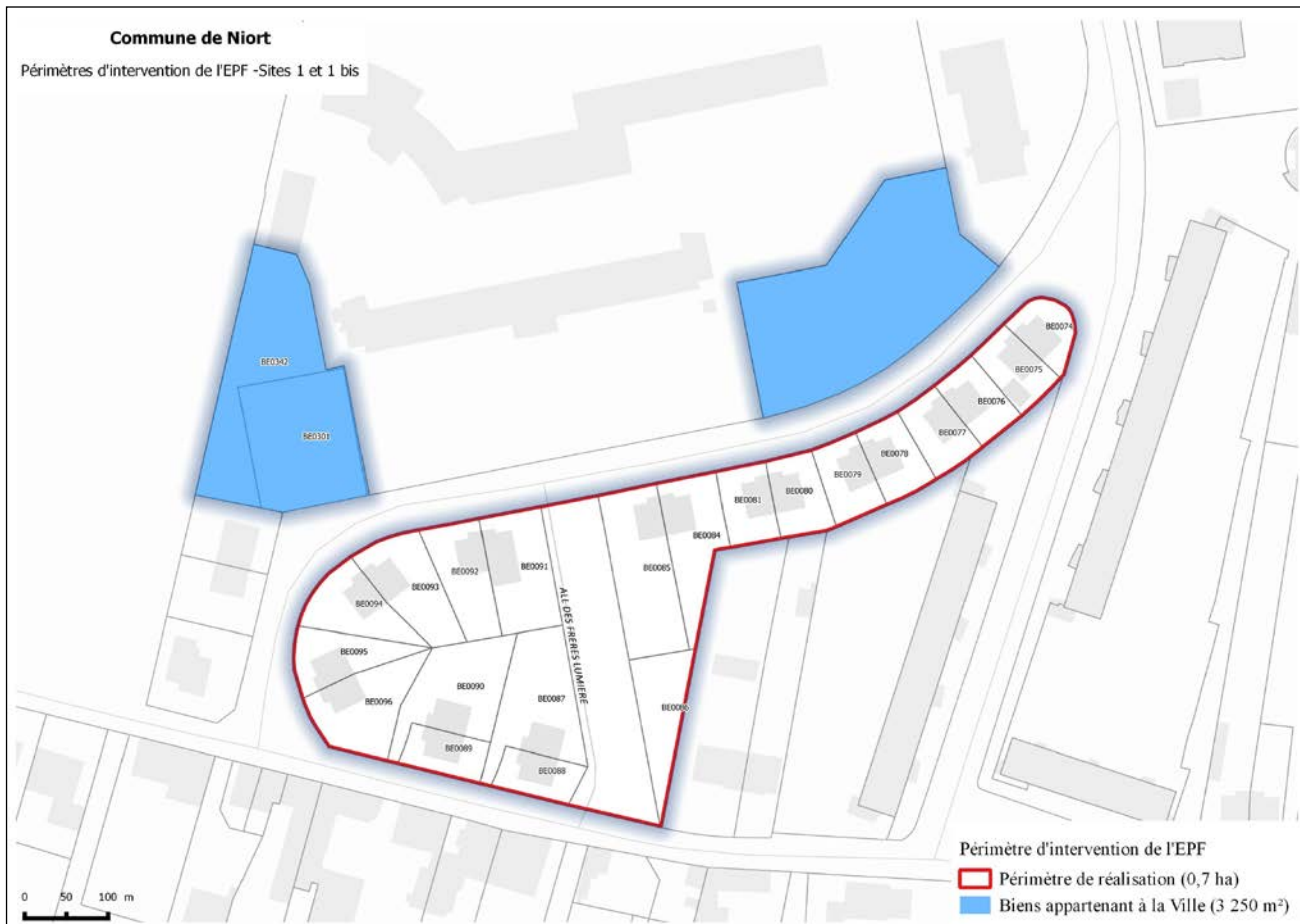 Commune de Niort
Périmètres d'intervention de l'EPF -Sites 1 et 1 bis
BE0342
BE0301
BE0074
BE0075
BE0076
BE0077
BE0078
BE0079
BE0080
BE0081
BE0084
BE0085
BE0091
BE0092
BE0093
BE0094
BE0095
BE0096
BE0090
BE0087
ALL DES FRÈRES LUMIERE
BE0086
BE0089
BE0088
Périmètre d'intervention de l'EPF
Périmètre de réalisation (0,7 ha)
Biens appartenant à la Ville (3 250 m²)
0 50 100 m